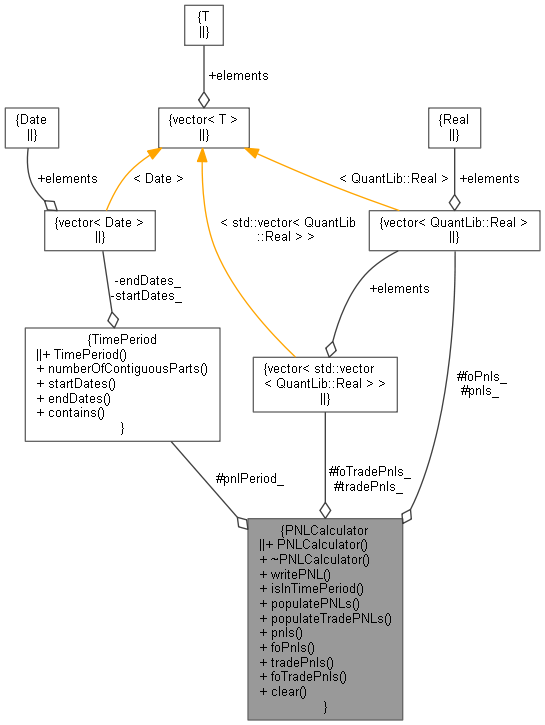 {T
||}
+elements
{Date
||}
{vector< T >
||}
{Real
||}
+elements
< Date >
< QuantLib::Real >
+elements
{vector< Date >
||}
< std::vector< QuantLib
::Real > >
{vector< QuantLib::Real >
||}
-endDates_
-startDates_
+elements
{TimePeriod
||+ TimePeriod()
+ numberOfContiguousParts()
+ startDates()
+ endDates()
+ contains()
}
{vector< std::vector
< QuantLib::Real > >
||}
#foPnls_
#pnls_
#pnlPeriod_
#foTradePnls_
#tradePnls_
{PNLCalculator
||+ PNLCalculator()
+ ~PNLCalculator()
+ writePNL()
+ isInTimePeriod()
+ populatePNLs()
+ populateTradePNLs()
+ pnls()
+ foPnls()
+ tradePnls()
+ foTradePnls()
+ clear()
}